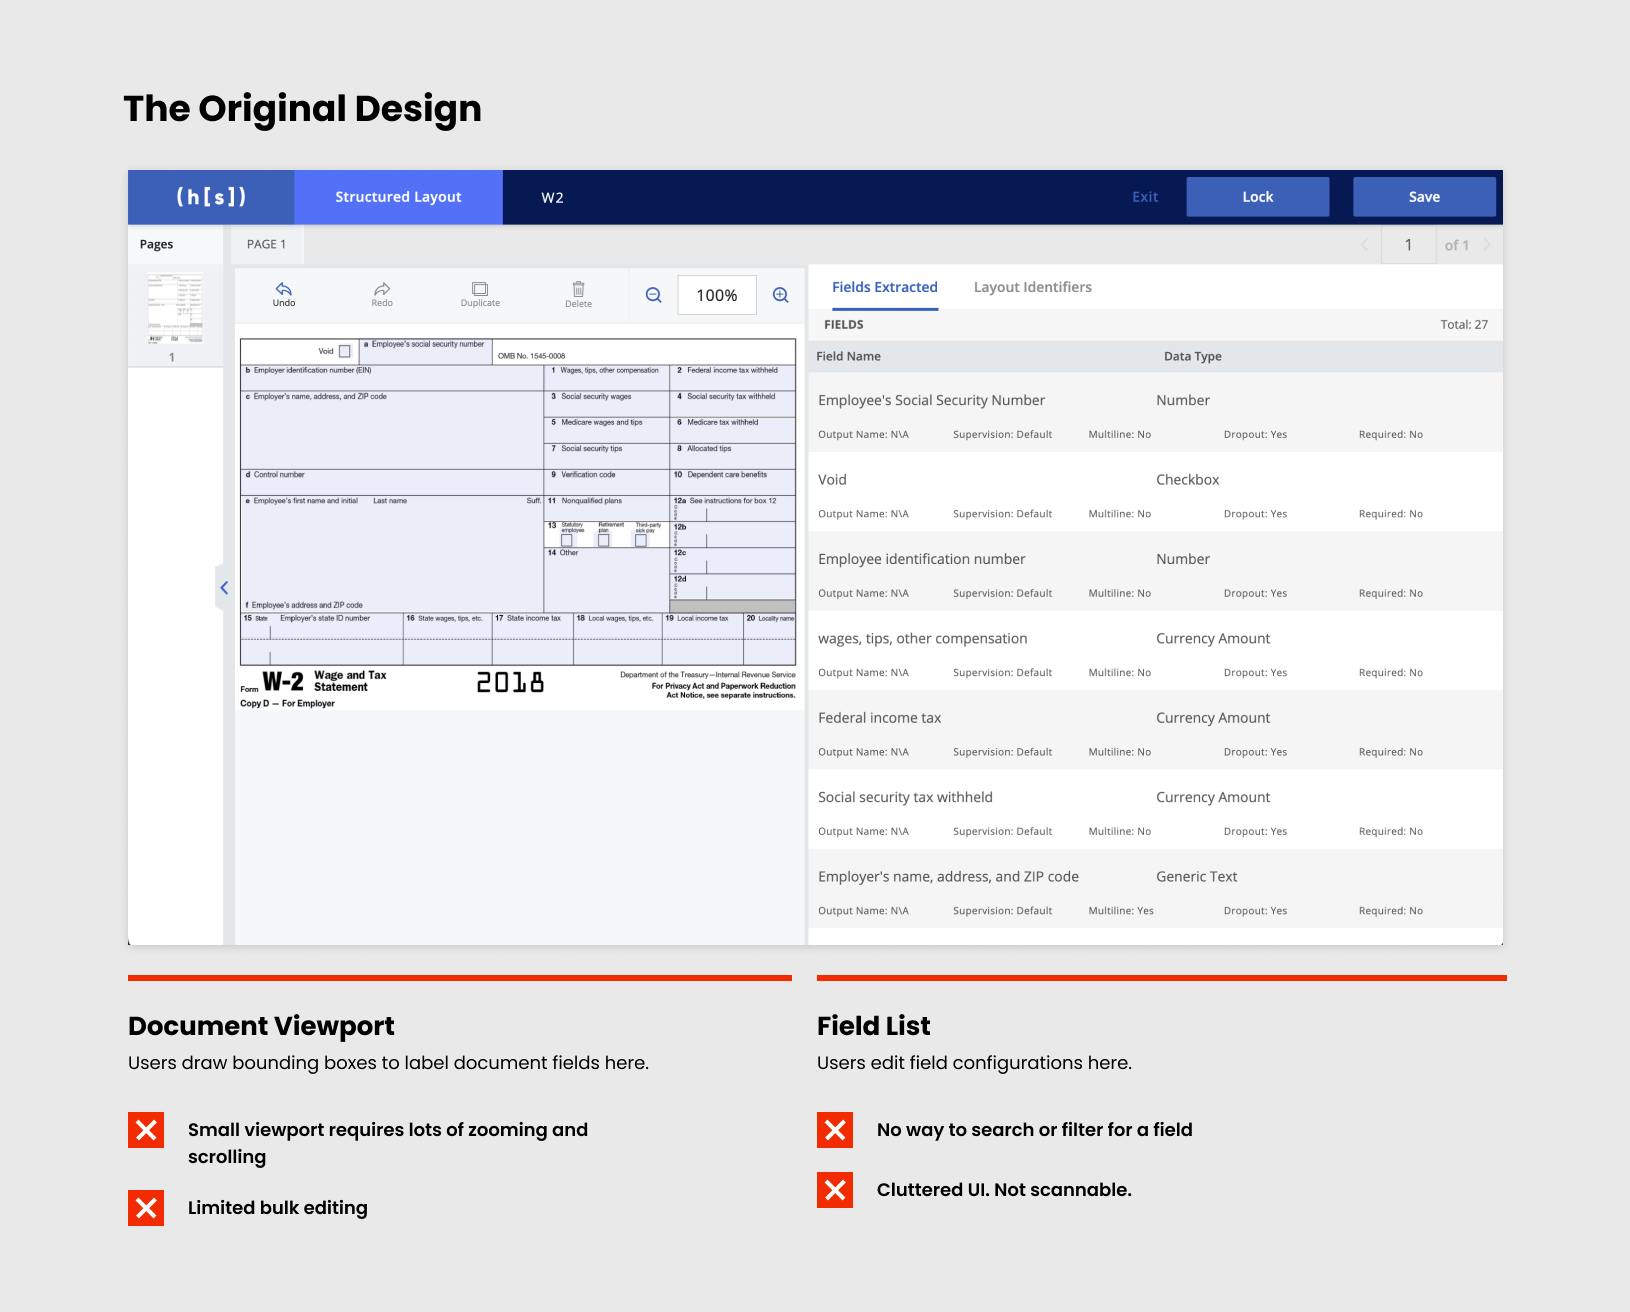 The Original Design
(h[s])
Structured Layout
W2
Exit
Lock
Save
Pages
PAGE 1
1
of 1
1
Undo
Redo
Duplicate
Delete
100%
Void
a Employee's social security number
OMB No. 1545-0008
b Employer identification number (EIN)
1 Wages, tips, other compensation
2 Federal income tax withheld
c Employer's name, address, and ZIP code
3 Social security wages
4 Social security tax withheld
5 Medicare wages and tips
6 Medicare tax withheld
7 Social security tips
8 Allocated tips
d Control number
9 Verification code
10 Dependent care benefits
e Employee's first name and initial
Last name
Suff.
11 Nonqualified plans
12a See instructions for box 12
13 Statutory employee
Retirement plan
Third-party sick pay
12b
14 Other
12c
12d
f Employee's address and ZIP code
15 State
Employer's state ID number
16 State wages, tips, etc.
17 State income tax
18 Local wages, tips, etc.
19 Local income tax
20 Locality name
Form W-2 Wage and Tax Statement
2018
Department of the Treasury—Internal Revenue Service
For Privacy Act and Paperwork Reduction
Act Notice, see separate instructions.
Copy D — For Employer
Fields Extracted
Layout Identifiers
FIELDS
Total: 27
Field Name
Data Type
Employee's Social Security Number
Number
Output Name: N\A Supervision: Default Multiline: No Dropout: Yes Required: No
Void
Checkbox
Output Name: N\A Supervision: Default Multiline: No Dropout: Yes Required: No
Employee identification number
Number
Output Name: N\A Supervision: Default Multiline: No Dropout: Yes Required: No
wages, tips, other compensation
Currency Amount
Output Name: N\A Supervision: Default Multiline: No Dropout: Yes Required: No
Federal income tax
Currency Amount
Output Name: N\A Supervision: Default Multiline: No Dropout: Yes Required: No
Social security tax withheld
Currency Amount
Output Name: N\A Supervision: Default Multiline: No Dropout: Yes Required: No
Employer's name, address, and ZIP code
Generic Text
Output Name: N\A Supervision: Default Multiline: Yes Dropout: Yes Required: No
Document Viewport
Users draw bounding boxes to label document fields here.
Small viewport requires lots of zooming and
scrolling
Limited bulk editing
Field List
Users edit field configurations here.
No way to search or filter for a field
Cluttered UI. Not scannable.